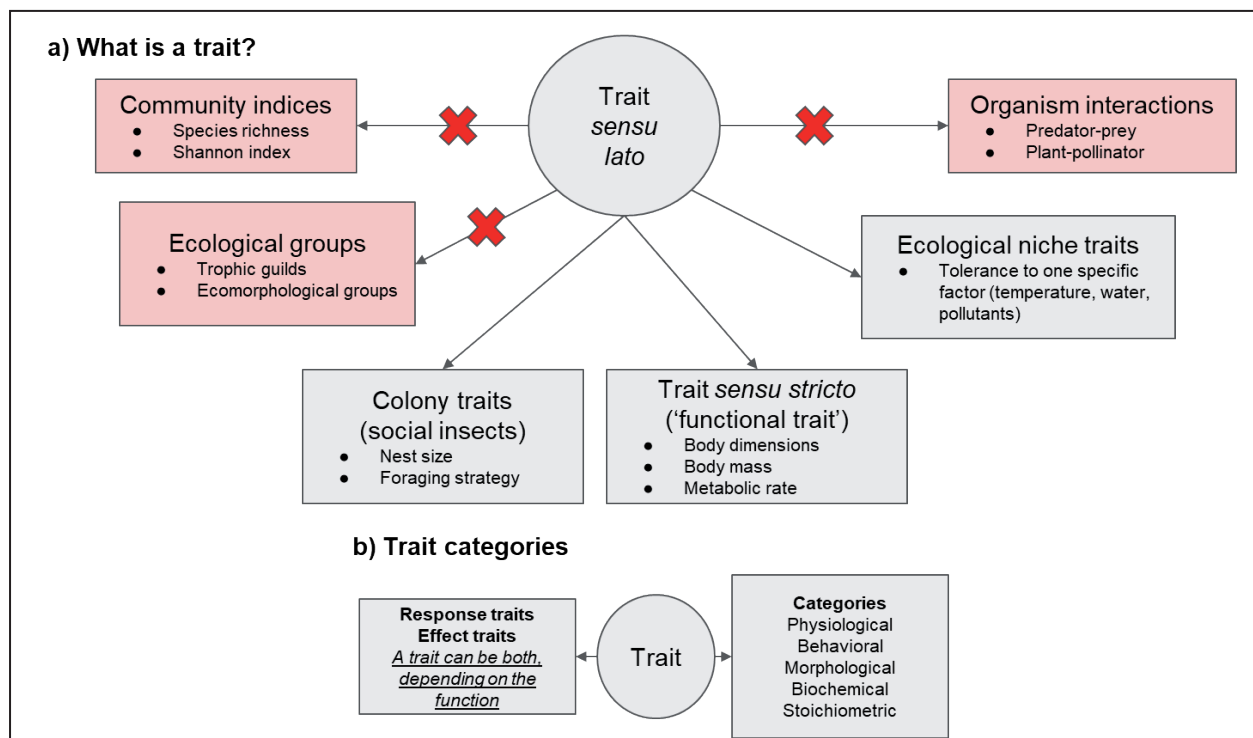 a) What is a trait?
Community indices
● Species richness
● Shannon index
Trait
sensu
lato
Organism interactions
● Predator-prey
● Plant-pollinator
Ecological groups
● Trophic guilds
● Ecomorphological groups
Ecological niche traits
● Tolerance to one specific
factor (temperature, water,
pollutants)
Colony traits
(social insects)
● Nest size
● Foraging strategy
Trait sensu stricto
(‘functional trait’)
● Body dimensions
● Body mass
● Metabolic rate
b) Trait categories
Response traits
Effect traits
A trait can be both,
depending on the
function
Trait
Categories
Physiological
Behavioral
Morphological
Biochemical
Stoichiometric